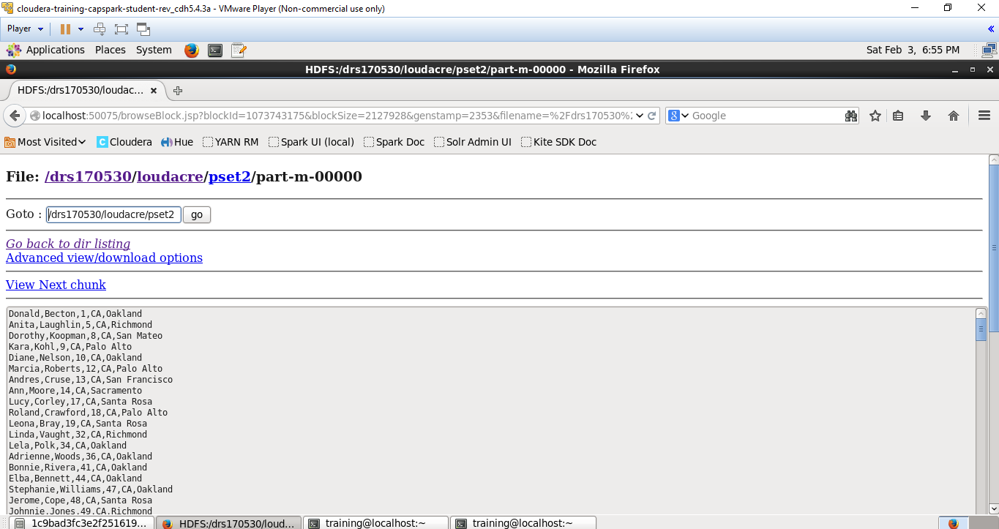 cloudera-training-capspark-student-rev_cdh5.4.3a - VMware Player (Non-commercial use only)
Player
Applications Places System Sat Feb 3, 6:55 PM
HDFS:/drs170530/loudacre/pset2/part-m-00000 - Mozilla Firefox
HDFS:/drs170530/loudac...
localhost:50075/browseBlock.jsp?blockId=1073743175&blockSize=2127928&genstamp=2353&filename=%2Fdrs170530%2 Google
Most Visited Cloudera Hue YARN RM Spark UI (local) Spark Doc Solr Admin UI Kite SDK Doc
File: /drs170530/loudacre/pset2/part-m-00000
Goto : /drs170530/loudacre/pset2 go
Go back to dir listing
Advanced view/download options
View Next chunk
Donald,Becton,1,CA,Oakland
Anita,Laughlin,5,CA,Richmond
Dorothy,Koopman,8,CA,San Mateo
Kara,Kohl,9,CA,Palo Alto
Diane,Nelson,10,CA,Oakland
Marcia,Roberts,12,CA,Palo Alto
Andres,Cruse,13,CA,San Francisco
Ann,Moore,14,CA,Sacramento
Lucy,Corley,17,CA,Santa Rosa
Roland,Crawford,18,CA,Palo Alto
Leona,Bray,19,CA,Santa Rosa
Linda,Vaught,32,CA,Richmond
Lela,Polk,34,CA,Oakland
Adrienne,Woods,36,CA,Oakland
Bonnie,Rivera,41,CA,Oakland
Elba,Bennett,44,CA,Oakland
Stephanie,Williams,47,CA,Oakland
Jerome,Cope,48,CA,Santa Rosa
Johnnie,Jones,49,CA,Richmond
1c9bad3fc3e2f251619... HDFS:/drs170530/loud... training@localhost:~ training@localhost:~